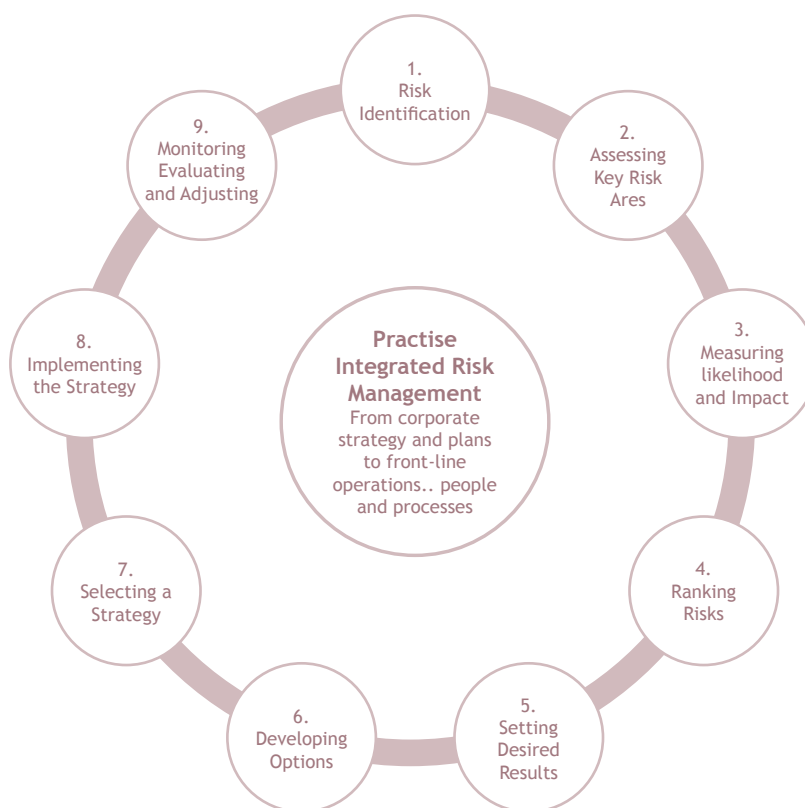 1.
Risk
Identification
2.
Assessing
Key Risk
Ares
3.
Measuring
likelihood
and Impact
4.
Ranking
Risks
5.
Setting
Desired
Results
6.
Developing
Options
7.
Selecting a
Strategy
8.
Implementing
the Strategy
9.
Monitoring
Evaluating
and Adjusting
Practise
Integrated Risk
Management
From corporate
strategy and plans
to front-line
operations.. people
and processes